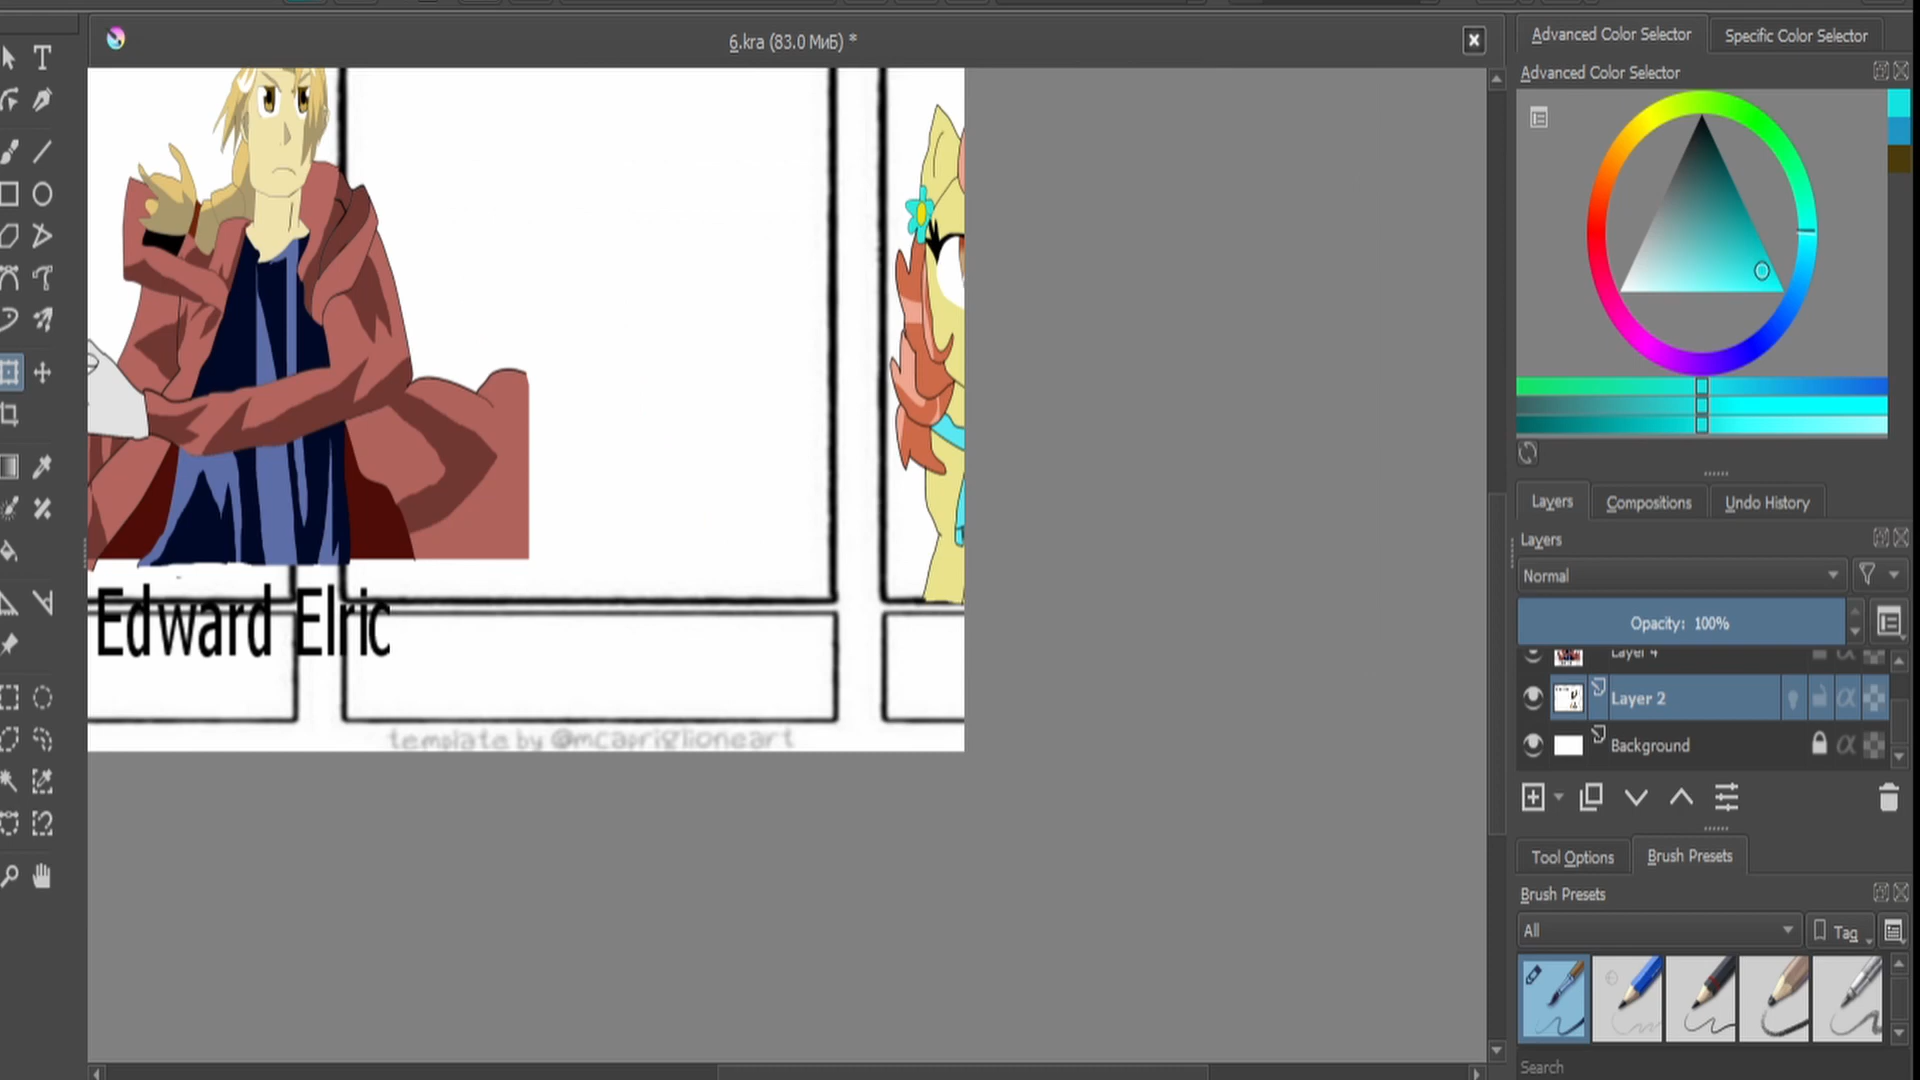 6.kra (83.0 МиБ) *
Advanced Color Selector
Specific Color Selector
Advanced Color Selector
Layers
Compositions
Undo History
Layers
Normal
Opacity: 100%
Layer 4
Layer 2
Background
Edward Elric
template by @mcapriglioneart
Tool Options
Brush Presets
Brush Presets
All
Tag
Search